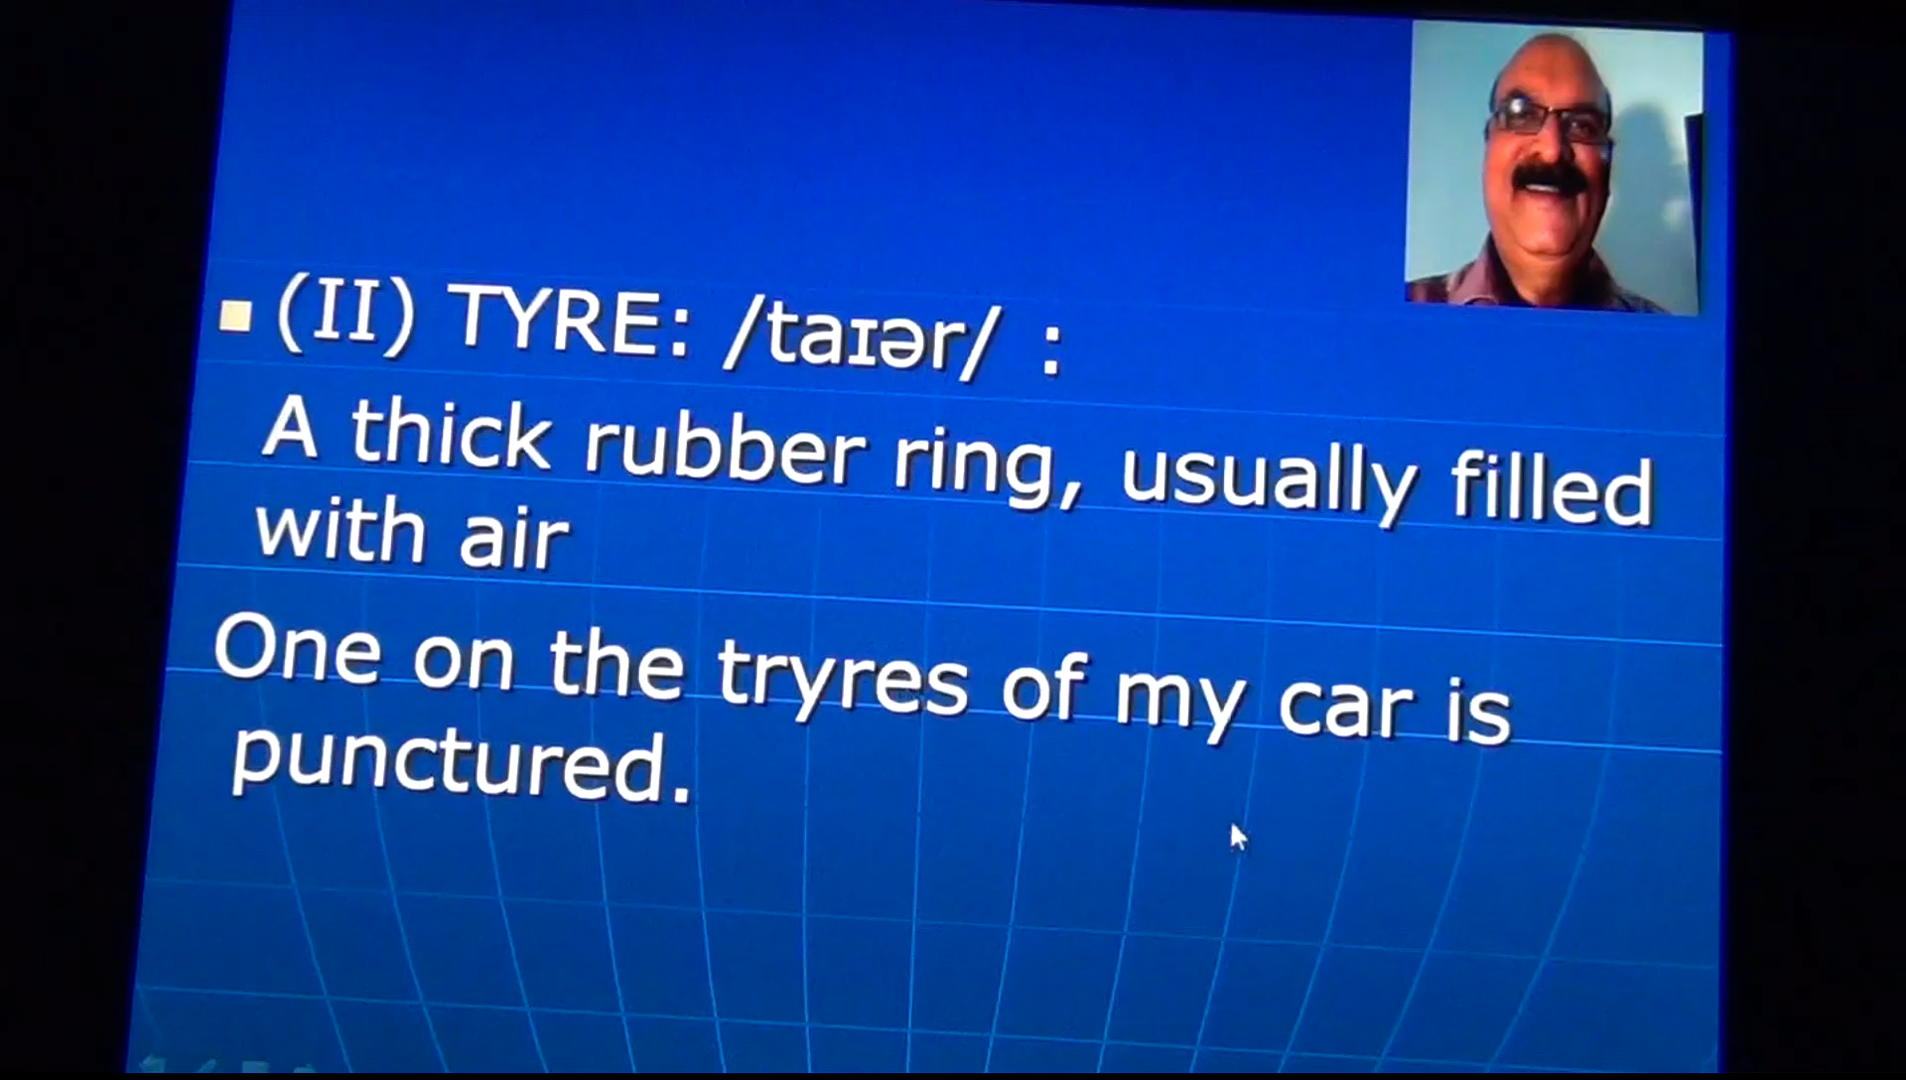 (II) TYRE: /taɪər/ :
A thick rubber ring, usually filled
with air
One on the tryres of my car is
punctured.